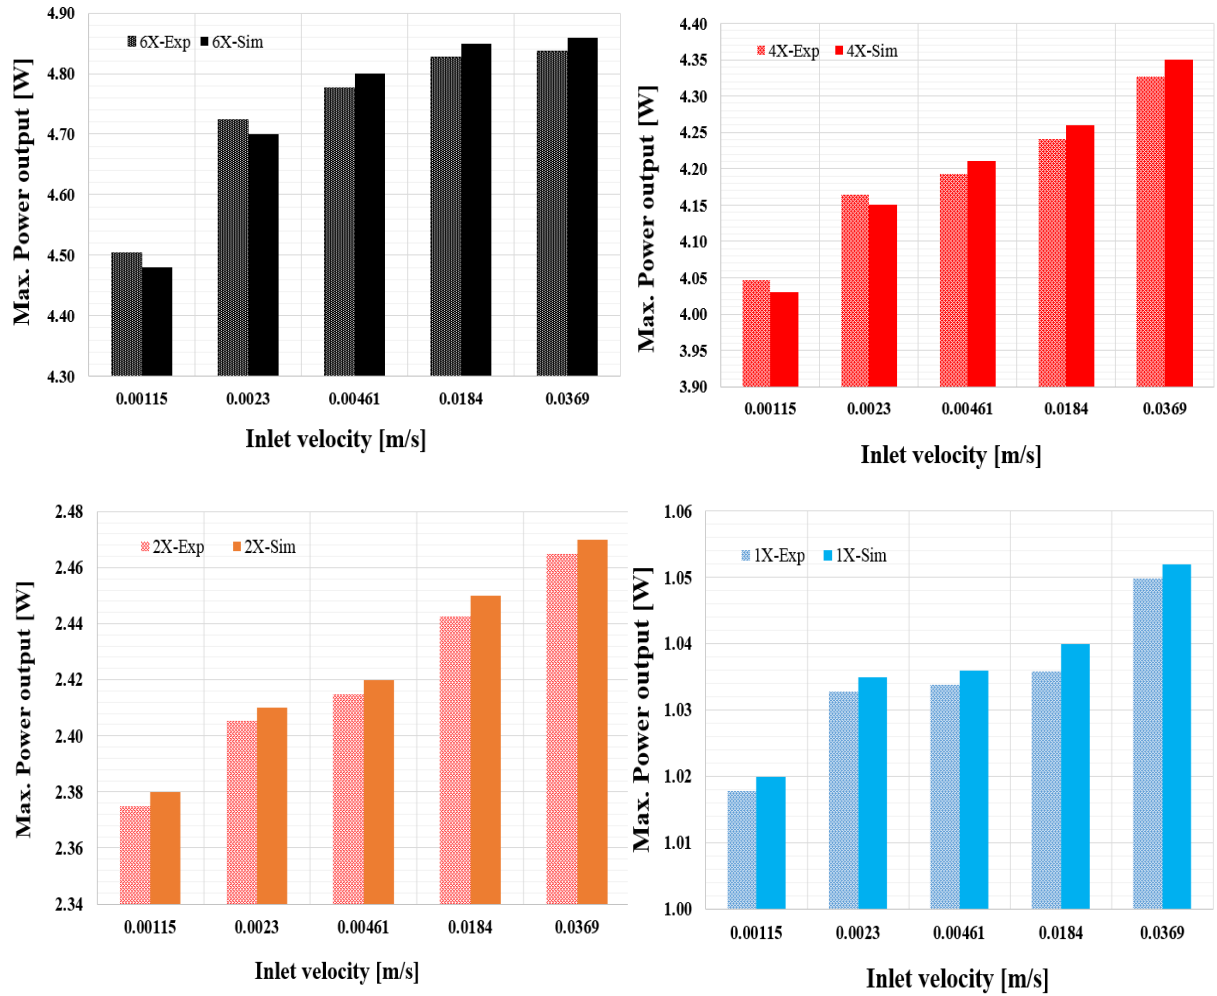 Max. Power output [W]
6X-Exp 6X-Sim
4.90
4.80
4.70
4.60
4.50
4.40
4.30
0.00115 0.0023 0.00461 0.0184 0.0369
Inlet velocity [m/s]
Max. Power output [W]
4X-Exp 4X-Sim
4.40
4.35
4.30
4.25
4.20
4.15
4.10
4.05
4.00
3.95
3.90
0.00115 0.0023 0.00461 0.0184 0.0369
Inlet velocity [m/s]
Max. Power output [W]
2X-Exp 2X-Sim
2.48
2.46
2.44
2.42
2.40
2.38
2.36
2.34
0.00115 0.0023 0.00461 0.0184 0.0369
Inlet velocity [m/s]
Max. Power output [W]
1X-Exp 1X-Sim
1.06
1.05
1.04
1.03
1.02
1.01
1.00
0.00115 0.0023 0.00461 0.0184 0.0369
Inlet velocity [m/s]